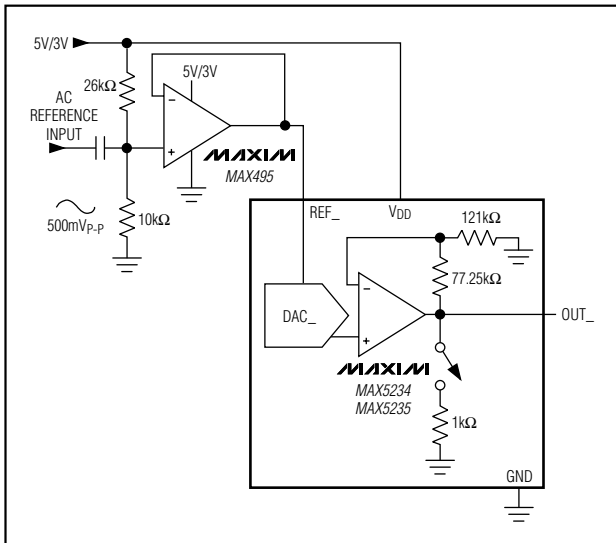 5V/3V
26kΩ
5V/3V
AC
REFERENCE
INPUT
−
+
MAXIM
MAX495
500mVP-P
10kΩ
REF_
VDD
121kΩ
77.25kΩ
−
DAC_
+
OUT_
MAXIM
MAX5234
MAX5235
1kΩ
GND